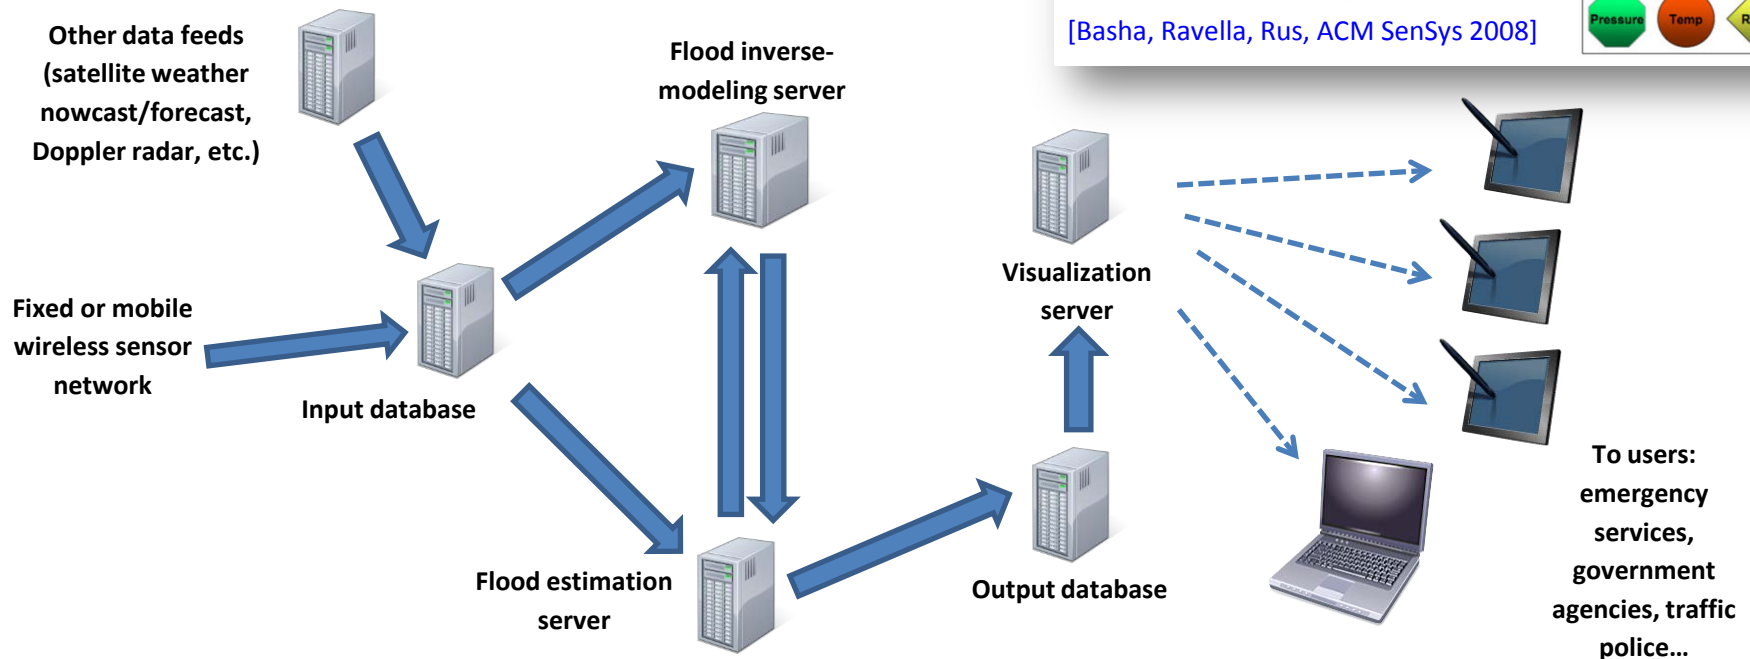 Other data feeds
(satellite weather
nowcast/forecast,
Doppler radar, etc.)
Flood inverse-
modeling server
[Basha, Ravella, Rus, ACM SenSys 2008]
Pressure
Temp
R
Fixed or mobile
wireless sensor
network
Input database
Visualization
server
Flood estimation
server
Output database
To users:
emergency
services,
government
agencies, traffic
police…